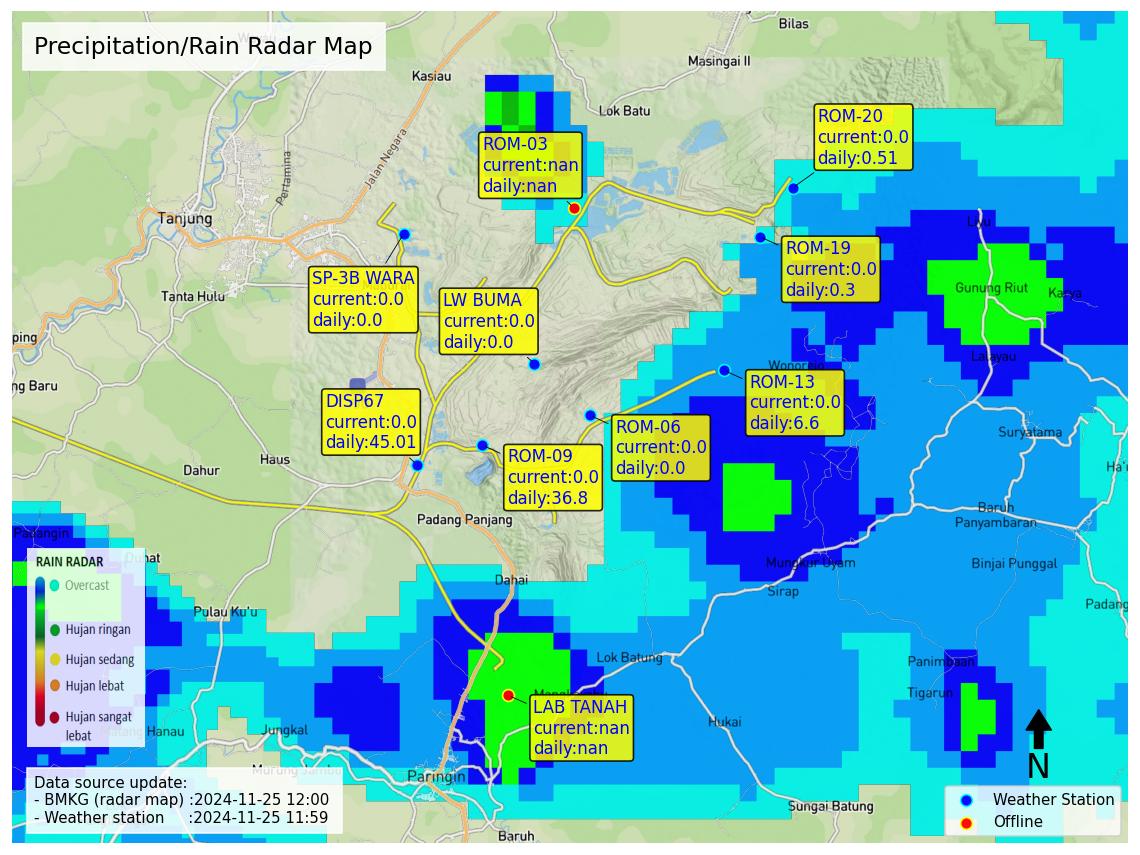 Bilas
Precipitation/Rain Radar Map
Masingai II
Kasiau
Lok Batu
ROM-20
current:0.0
daily:0.51
ROM-03
current:nan
daily:nan
Jalan Negara
Pertamina
Tanjung
Liyu
ROM-19
current:0.0
daily:0.3
SP-3B WARA
current:0.0
daily:0.0
LW BUMA
current:0.0
daily:0.0
Tanta Hulu
Gunung Riut
Karya
ping
Lalayau
ng Baru
ROM-13
current:0.0
daily:6.6
DISP67
current:0.0
daily:45.01
ROM-06
current:0.0
daily:0.0
Suryatama
ROM-09
current:0.0
daily:36.8
Haus
Dahur
Ha'u
Baruh
Panyambaran
Padang Panjang
Padangin
Mungkur Uyam
Binjai Punggal
RAIN RADAR
Overcast
Hujan ringan
Hujan sedang
Hujan lebat
Hujan sangat
lebat
Dahai
Sirap
Pulau Ku'u
Padang
Lok Batung
Panimbaan
Tigarun
LAB TANAH
current:nan
daily:nan
Hukai
Jungkal
Hanau
N
Murung Jambu
Paringin
Data source update:
- BMKG (radar map) :2024-11-25 12:00
- Weather station :2024-11-25 11:59
Sungai Batung
Weather Station
Offline
Baruh